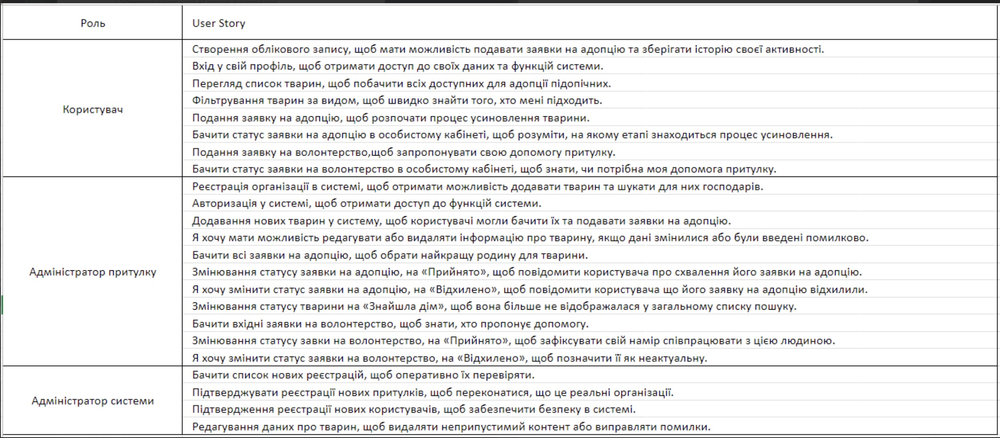 Роль
User Story
Користувач
Створення облікового запису, щоб мати можливість подавати заявки на адопцію та зберігати історію своєї активності.
Вхід у свій профіль, щоб отримати доступ до своїх даних та функцій системи.
Перегляд список тварин, щоб побачити всіх доступних для адопції підопічних.
Фільтрування тварин за видом, щоб швидко знайти того, хто мені підходить.
Подання заявку на адопцію, щоб розпочати процес усиновлення тварини.
Бачити статус заявки на адопцію в особистому кабінеті, щоб розуміти, на якому етапі знаходиться процес усиновлення.
Подання заявку на волонтерство,щоб запропонувати свою допомогу притулку.
Бачити статус заявки на волонтерство в особистому кабінеті, щоб знати, чи потрібна моя допомога притулку.
Адміністратор притулку
Реєстрація організації в системі, щоб отримати можливість додавати тварин та шукати для них господарів.
Авторизація у системі, щоб отримати доступ до функцій системи.
Додавання нових тварин у систему, щоб користувачі могли бачити їх та подавати заявки на адопцію.
Я хочу мати можливість редагувати або видаляти інформацію про тварину, якщо дані змінилися або були введені помилково.
Бачити всі заявки на адопцію, щоб обрати найкращу родину для тварини.
Змінювання статусу заявки на адопцію, на «Прийнято», щоб повідомити користувача про схвалення його заявки на адопцію.
Я хочу змінити статус заявки на адопцію, на «Відхилено», щоб повідомити користувача що його заявку на адопцію відхилили.
Змінювання статусу тварини на «Знайшла дім», щоб вона більше не відображалася у загальному списку пошуку.
Бачити вхідні заявки на волонтерство, щоб знати, хто пропонує допомогу.
Змінювання статусу завки на волонтерство, на «Прийнято», щоб зафіксувати свій намір співпрацювати з цією людиною.
Я хочу змінити статус заявки на волонтерство, на «Відхилено», щоб позначити її як неактуальну.
Адміністратор системи
Бачити список нових реєстрацій, щоб оперативно їх перевіряти.
Підтверджувати реєстрації нових притулків, щоб переконатися, що це реальні організації.
Підтвердження реєстрації нових користувачів, щоб забезпечити безпеку в системі.
Редагування даних про тварин, щоб видаляти неприпустимий контент або виправляти помилки.